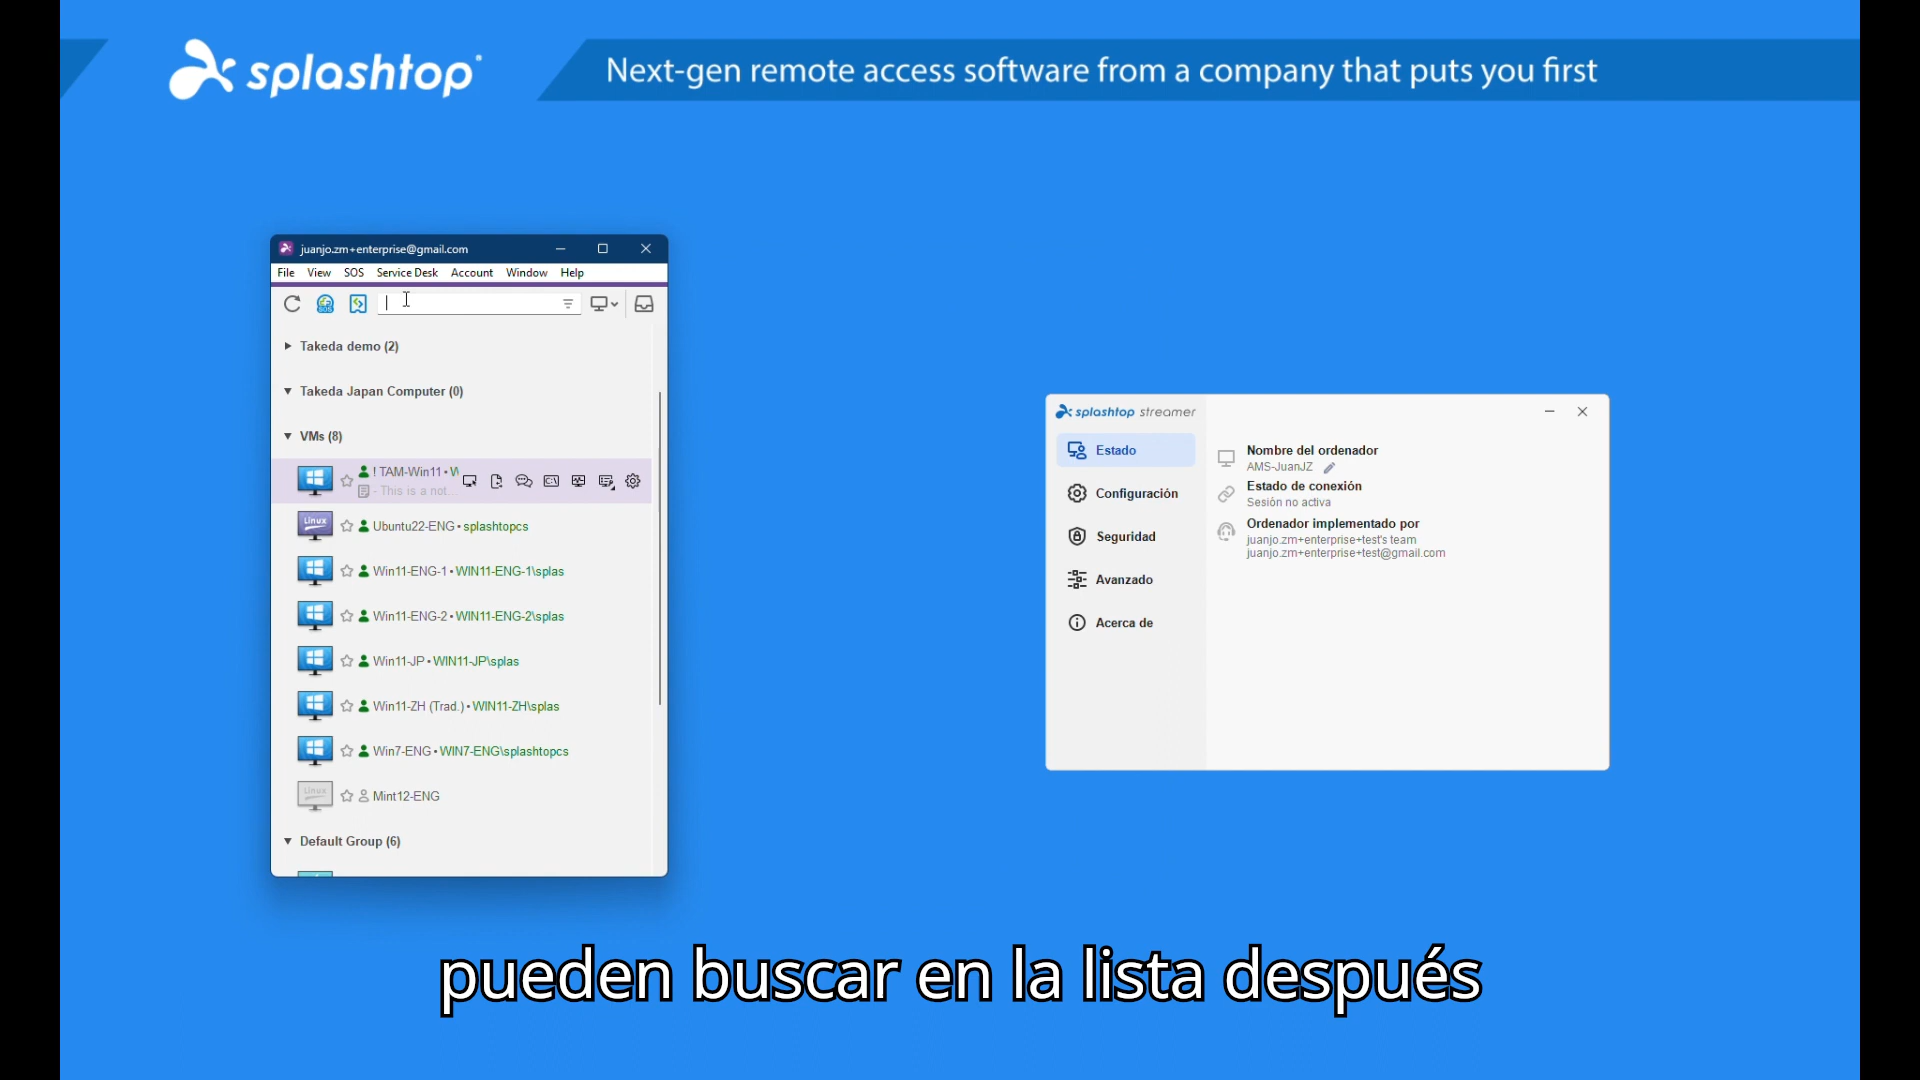 splashtop
Next-gen remote access software from a company that puts you first
juanjo.zm+enterprise@gmail.com
File View SOS Service Desk Account Window Help
SOS
Takeda demo (2)
Takeda Japan Computer (0)
VMs (8)
! TAM-Win11 • W
- This is a not...
Linux
Ubuntu22-ENG • splashtopcs
Win11-ENG-1 • WIN11-ENG-1\splas
Win11-ENG-2 • WIN11-ENG-2\splas
Win11-JP • WIN11-JP\splas
Win11-ZH (Trad.) • WIN11-ZH\splas
Win7-ENG • WIN7-ENG\splashtopcs
Linux
Mint12-ENG
Default Group (6)
splashtop streamer
Estado
Configuración
Seguridad
Avanzado
Acerca de
Nombre del ordenador
AMS-JuanJZ
Estado de conexión
Sesión no activa
Ordenador implementado por
juanjo.zm+enterprise+test's team
juanjo.zm+enterprise+test@gmail.com
pueden buscar en la lista después